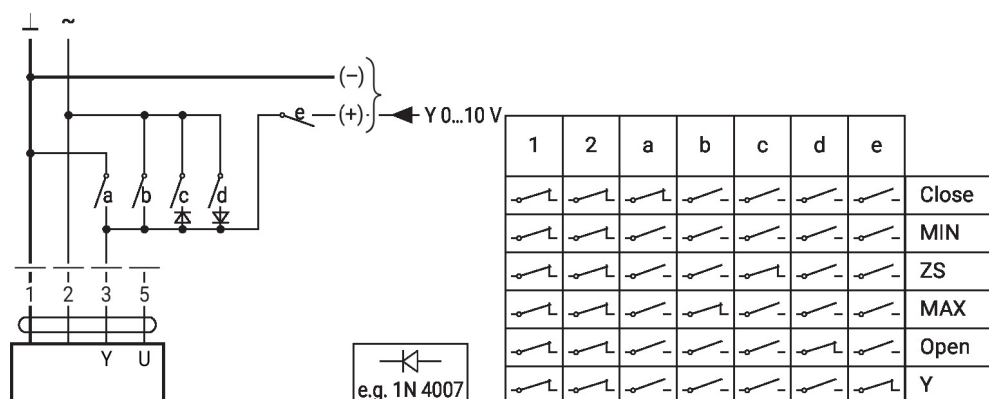 ⊥ ~
(–)
e (+) Y 0...10 V
a b c d
1 2 3 5
Y U
e.g. 1N 4007
1 2 a b c d e
Close
MIN
ZS
MAX
Open
Y